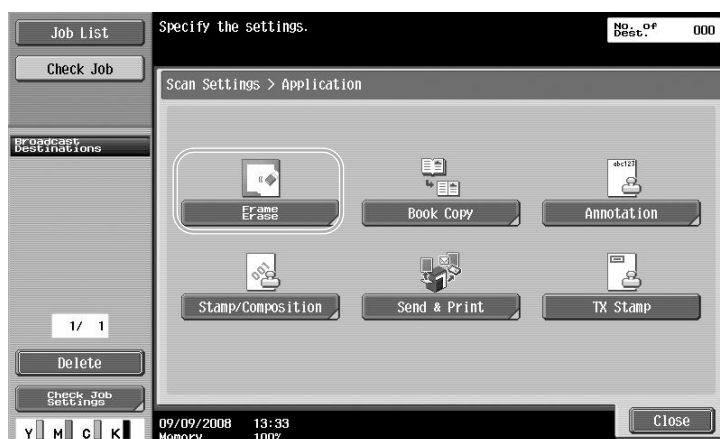 Job List
Check Job
Broadcast
Destinations
1/ 1
Delete
Check Job
Settings
Y M C K
Specify the settings.
No. of
Dest.
000
Scan Settings > Application
Frame
Erase
Book Copy
abc123
Annotation
001
Stamp/Composition
Send & Print
TX Stamp
09/09/2008 13:33
Memory 100%
Close